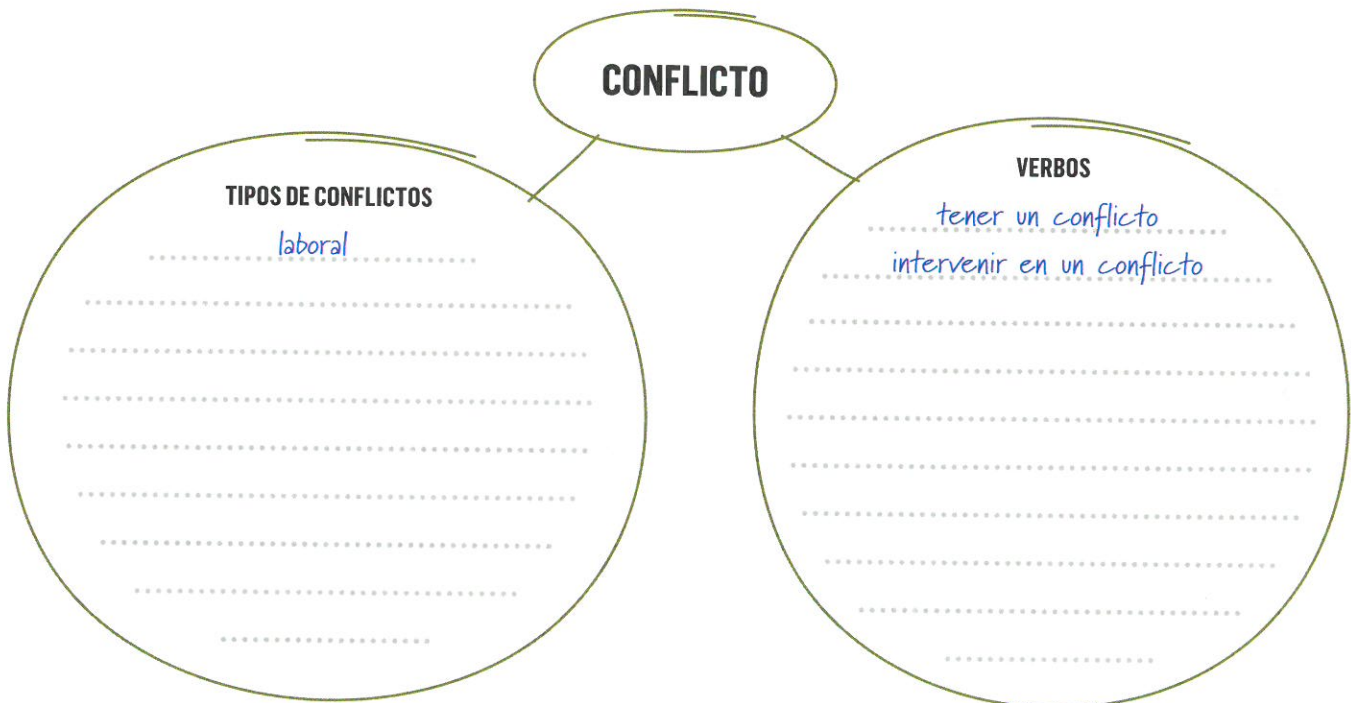 CONFLICTO
TIPOS DE CONFLICTOS
laboral
VERBOS
tener un conflicto
intervenir en un conflicto